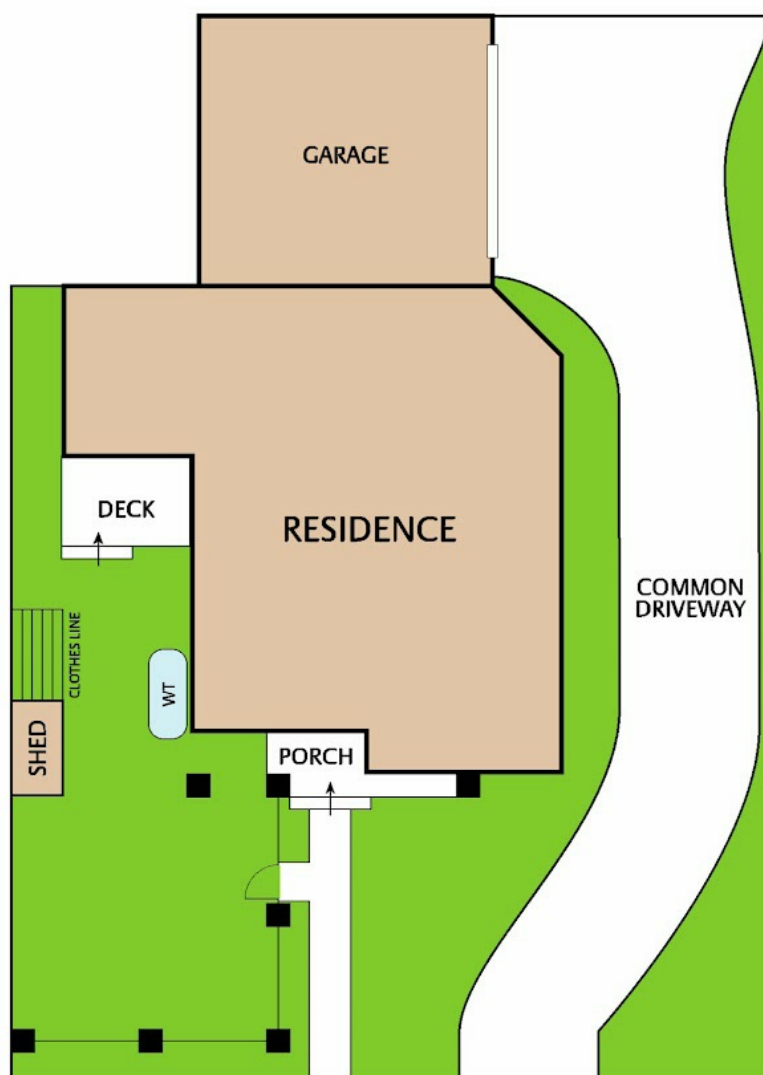 GARAGE
DECK
RESIDENCE
COMMON
DRIVEWAY
CLOTHES LINE
WT
SHED
PORCH